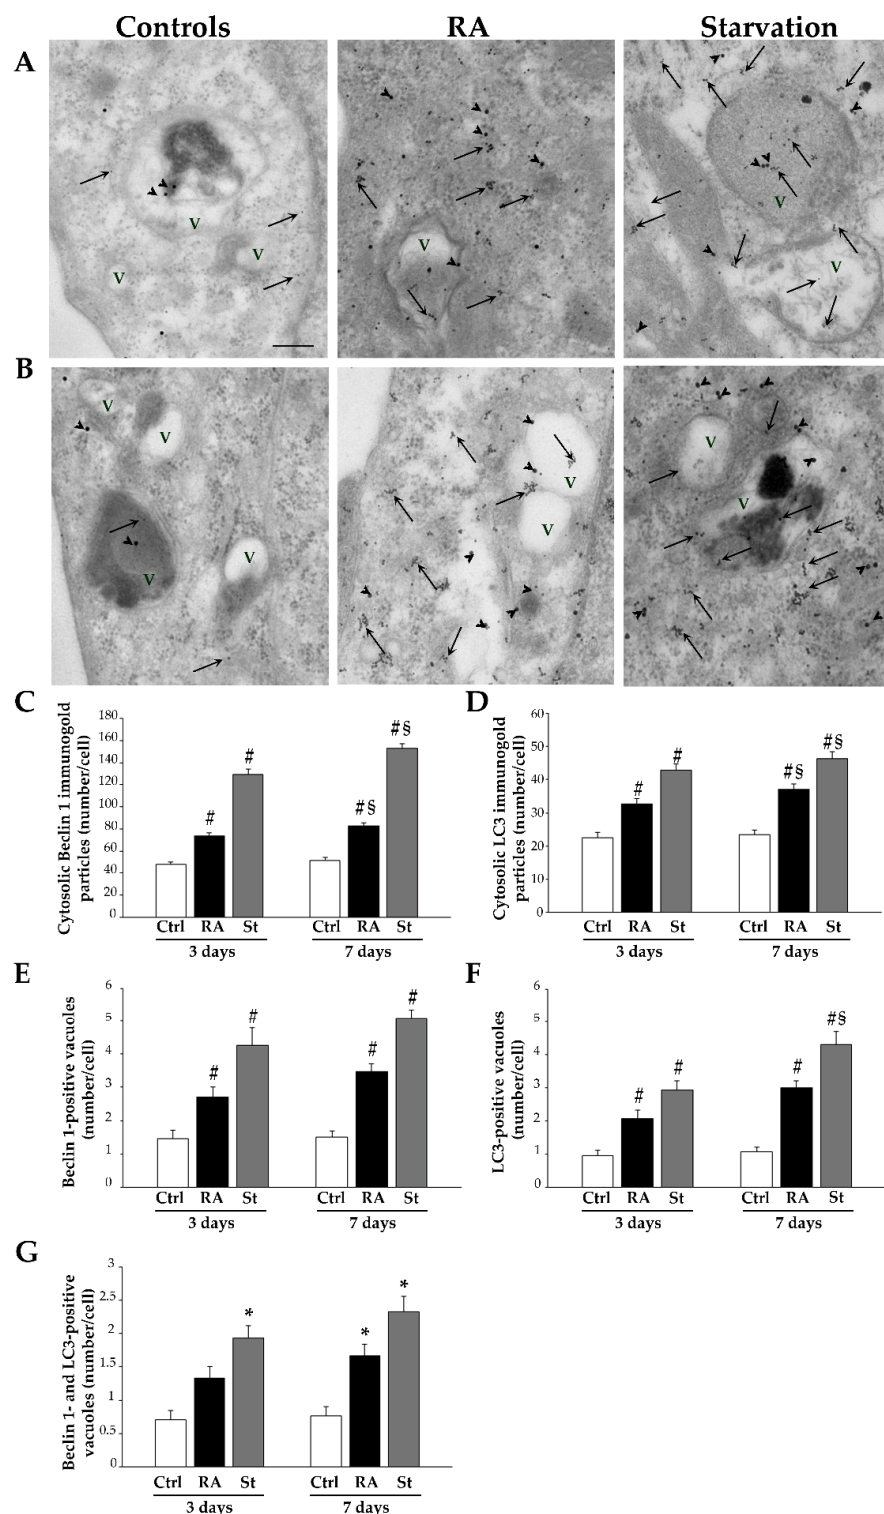 Controls RA Starvation
A
V V V
V
V
V
B
V
V
V
V
V
V
V
V
C
Cytosolic Beclin 1 immunogold
particles (number/cell)
180
160
140
120
100
80
60
40
20
0
# # #§ #§
Ctrl RA St Ctrl RA St
3 days 7 days
D
Cytosolic LC3 immunogold
particles (number/cell)
60
50
40
30
20
10
0
# # #§ #§
Ctrl RA St Ctrl RA St
3 days 7 days
E
Beclin 1-positive vacuoles
(number/cell)
6
5
4
3
2
1
0
# # # #
Ctrl RA St Ctrl RA St
3 days 7 days
F
LC3-positive vacuoles
(number/cell)
6
5
4
3
2
1
0
# # # #§
Ctrl RA St Ctrl RA St
3 days 7 days
G
Beclin 1- and LC3-positive
vacuoles (number/cell)
3
2.5
2
1.5
1
0.5
0
* * *
Ctrl RA St Ctrl RA St
3 days 7 days